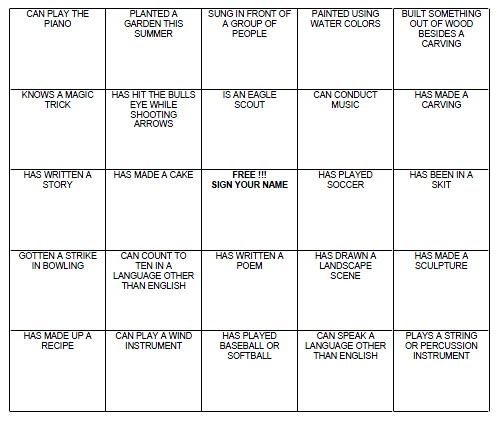 CAN PLAY THE
PIANO
PLANTED A
GARDEN THIS
SUMMER
SUNG IN FRONT OF
A GROUP OF
PEOPLE
PAINTED USING
WATER COLORS
BUILT SOMETHING
OUT OF WOOD
BESIDES A
CARVING
KNOWS A MAGIC
TRICK
HAS HIT THE BULLS
EYE WHILE
SHOOTING
ARROWS
IS AN EAGLE
SCOUT
CAN CONDUCT
MUSIC
HAS MADE A
CARVING
HAS WRITTEN A
STORY
HAS MADE A CAKE
FREE !!!
SIGN YOUR NAME
HAS PLAYED
SOCCER
HAS BEEN IN A
SKIT
GOTTEN A STRIKE
IN BOWLING
CAN COUNT TO
TEN IN A
LANGUAGE OTHER
THAN ENGLISH
HAS WRITTEN A
POEM
HAS DRAWN A
LANDSCAPE
SCENE
HAS MADE A
SCULPTURE
HAS MADE UP A
RECIPE
CAN PLAY A WIND
INSTRUMENT
HAS PLAYED
BASEBALL OR
SOFTBALL
CAN SPEAK A
LANGUAGE OTHER
THAN ENGLISH
PLAYS A STRING
OR PERCUSSION
INSTRUMENT